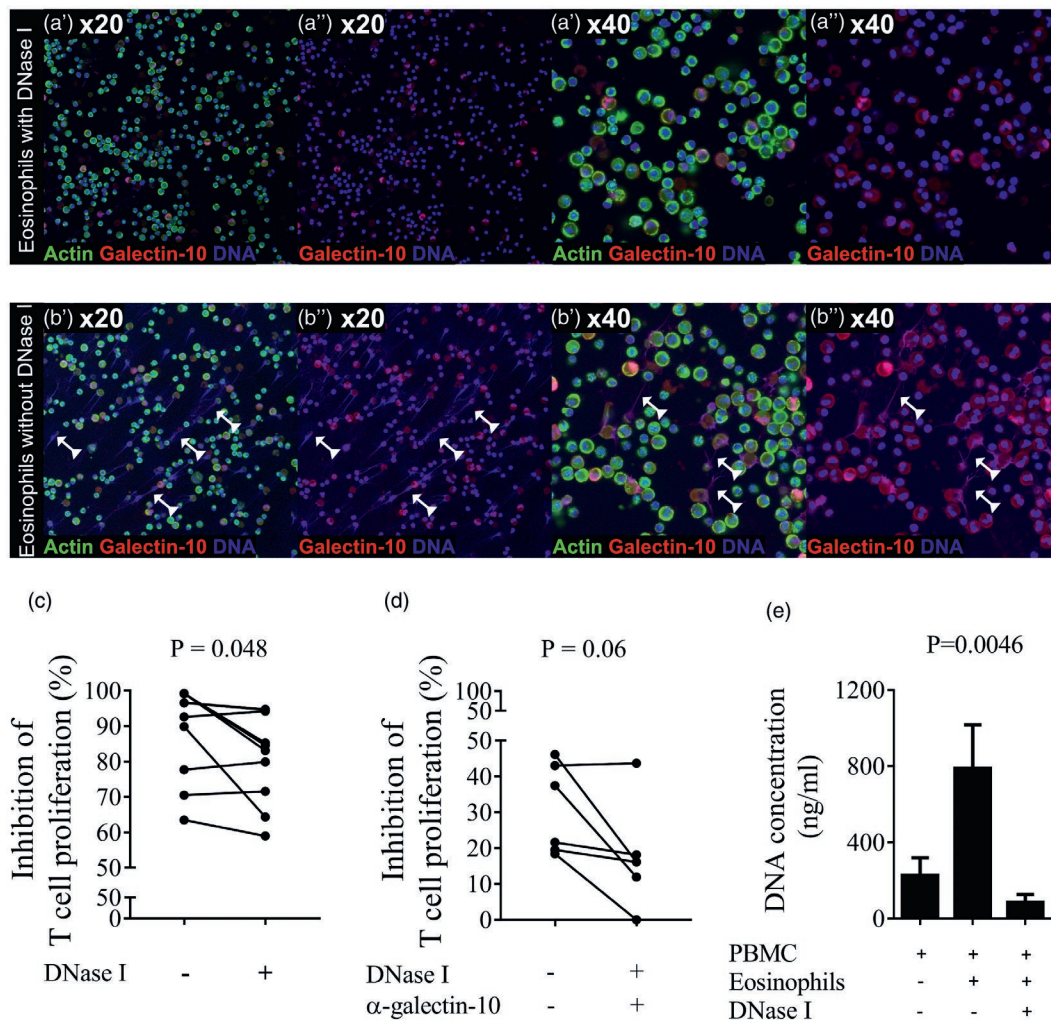 Eosinophils with DNase I
(a') x20
(a'') x20
(a') x40
(a'') x40
Actin Galectin-10 DNA
Galectin-10 DNA
Actin Galectin-10 DNA
Galectin-10 DNA
Eosinophils without DNase I
(b') x20
(b'') x20
(b') x40
(b'') x40
Actin Galectin-10 DNA
Galectin-10 DNA
Actin Galectin-10 DNA
Galectin-10 DNA
(c)
P = 0.048
Inhibition of
T cell proliferation (%)
100
90
80
70
60
50
50
0
DNase I - +
(d)
P = 0.06
Inhibition of
T cell proliferation (%)
100
50
50
40
30
20
10
0
DNase I - +
α-galectin-10 - +
(e)
P=0.0046
DNA concentration
(ng/ml)
1200
800
400
0
PBMC + + +
Eosinophils - + +
DNase I - - +